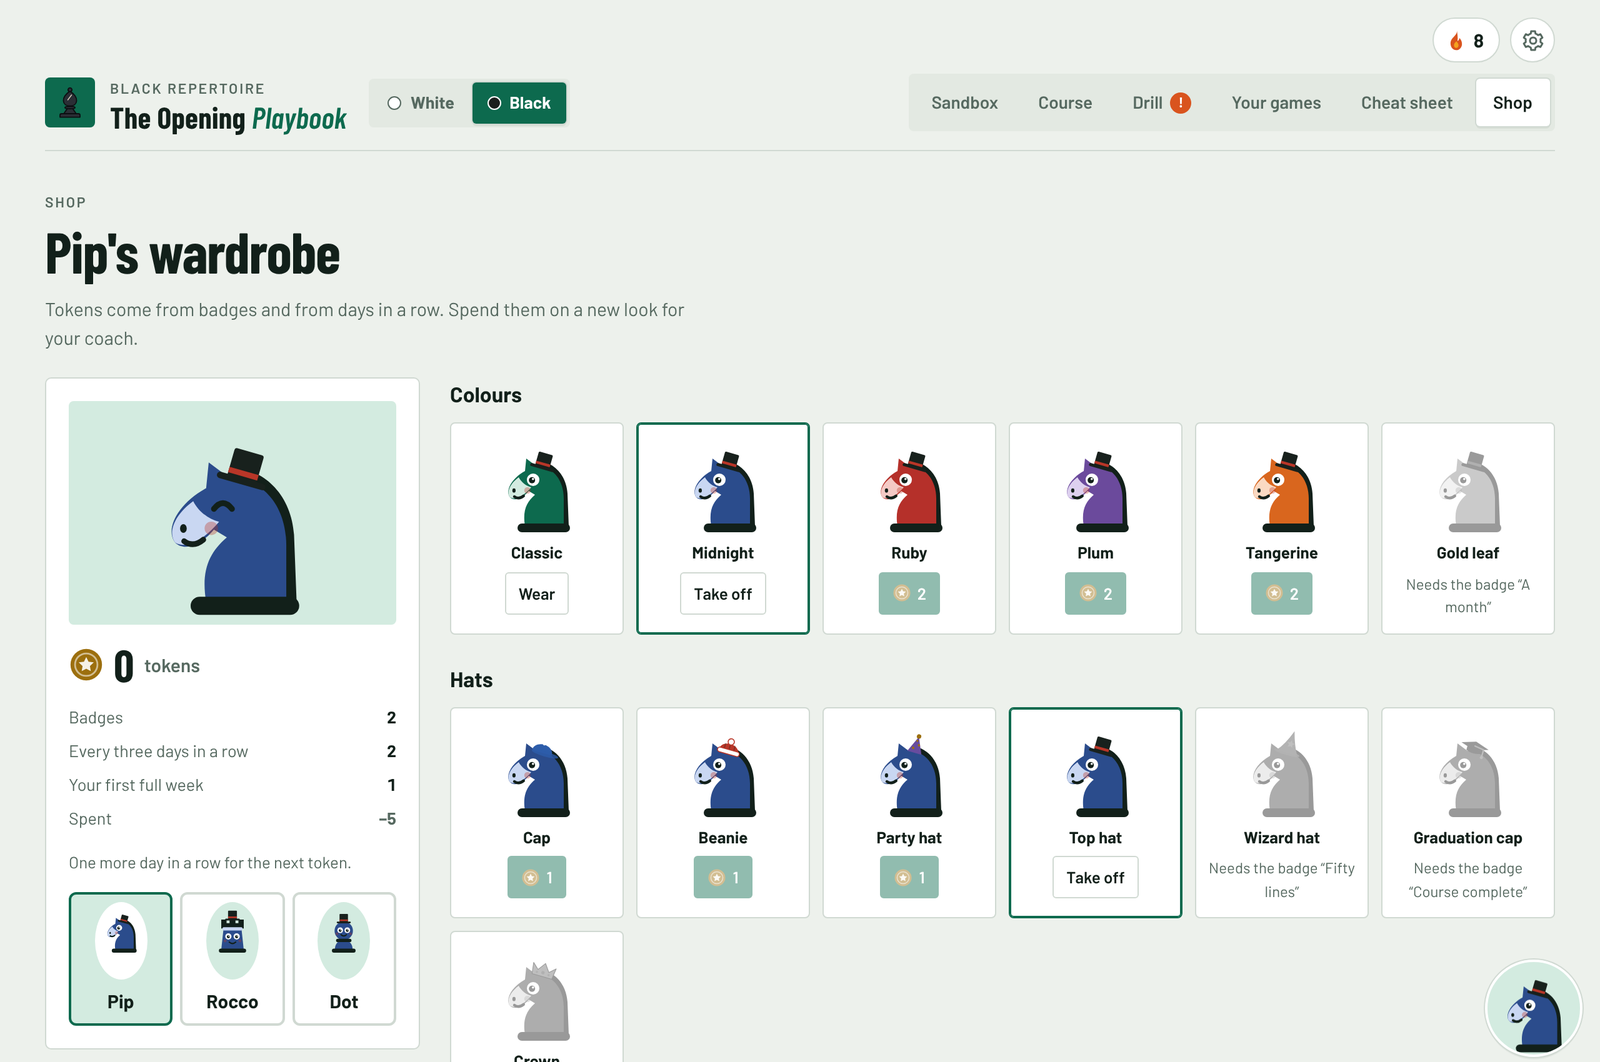 8
BLACK REPERTOIRE
The Opening Playbook
White
Black
Sandbox
Course
Drill !
Your games
Cheat sheet
Shop
SHOP
Pip's wardrobe
Tokens come from badges and from days in a row. Spend them on a new look for
your coach.
0 tokens
Badges 2
Every three days in a row 2
Your first full week 1
Spent −5
One more day in a row for the next token.
Pip
Rocco
Dot
Colours
Classic
Wear
Midnight
Take off
Ruby
2
Plum
2
Tangerine
2
Gold leaf
Needs the badge “A
month”
Hats
Cap
1
Beanie
1
Party hat
1
Top hat
Take off
Wizard hat
Needs the badge “Fifty
lines”
Graduation cap
Needs the badge
“Course complete”
Crown